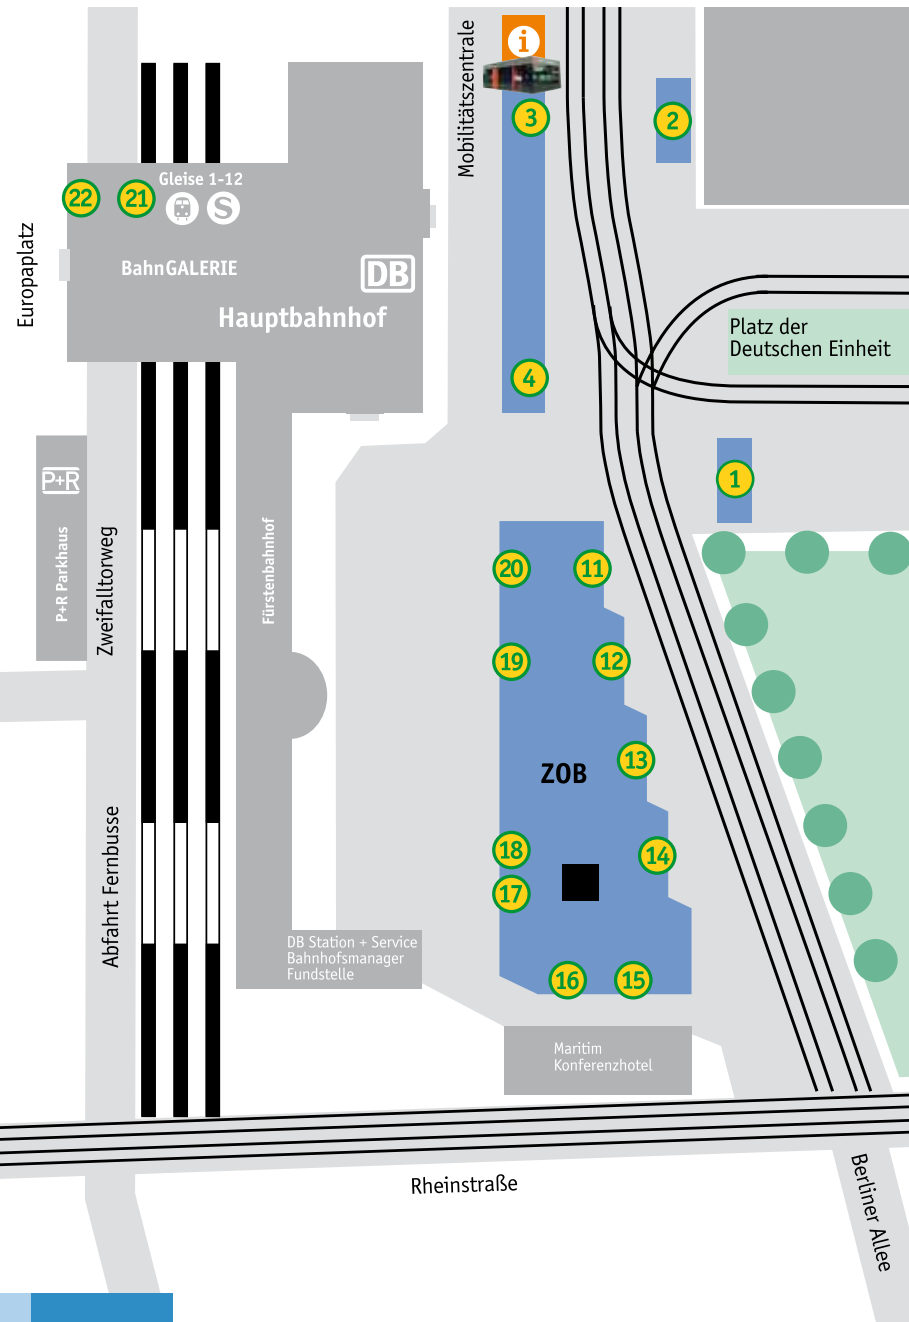 Mobilitätszentrale
i
3
2
22
21
Gleise 1-12
S
Europaplatz
BahnGALERIE
DB
Hauptbahnhof
Platz der
Deutschen Einheit
4
P+R
1
P+R Parkhaus
Zweifalltorweg
Fürstenbahnhof
20
11
19
12
13
ZOB
18
14
17
Abfahrt Fernbusse
DB Station + Service
Bahnhofsmanager
Fundstelle
16
15
Maritim
Konferenzhotel
Rheinstraße
Berliner Allee